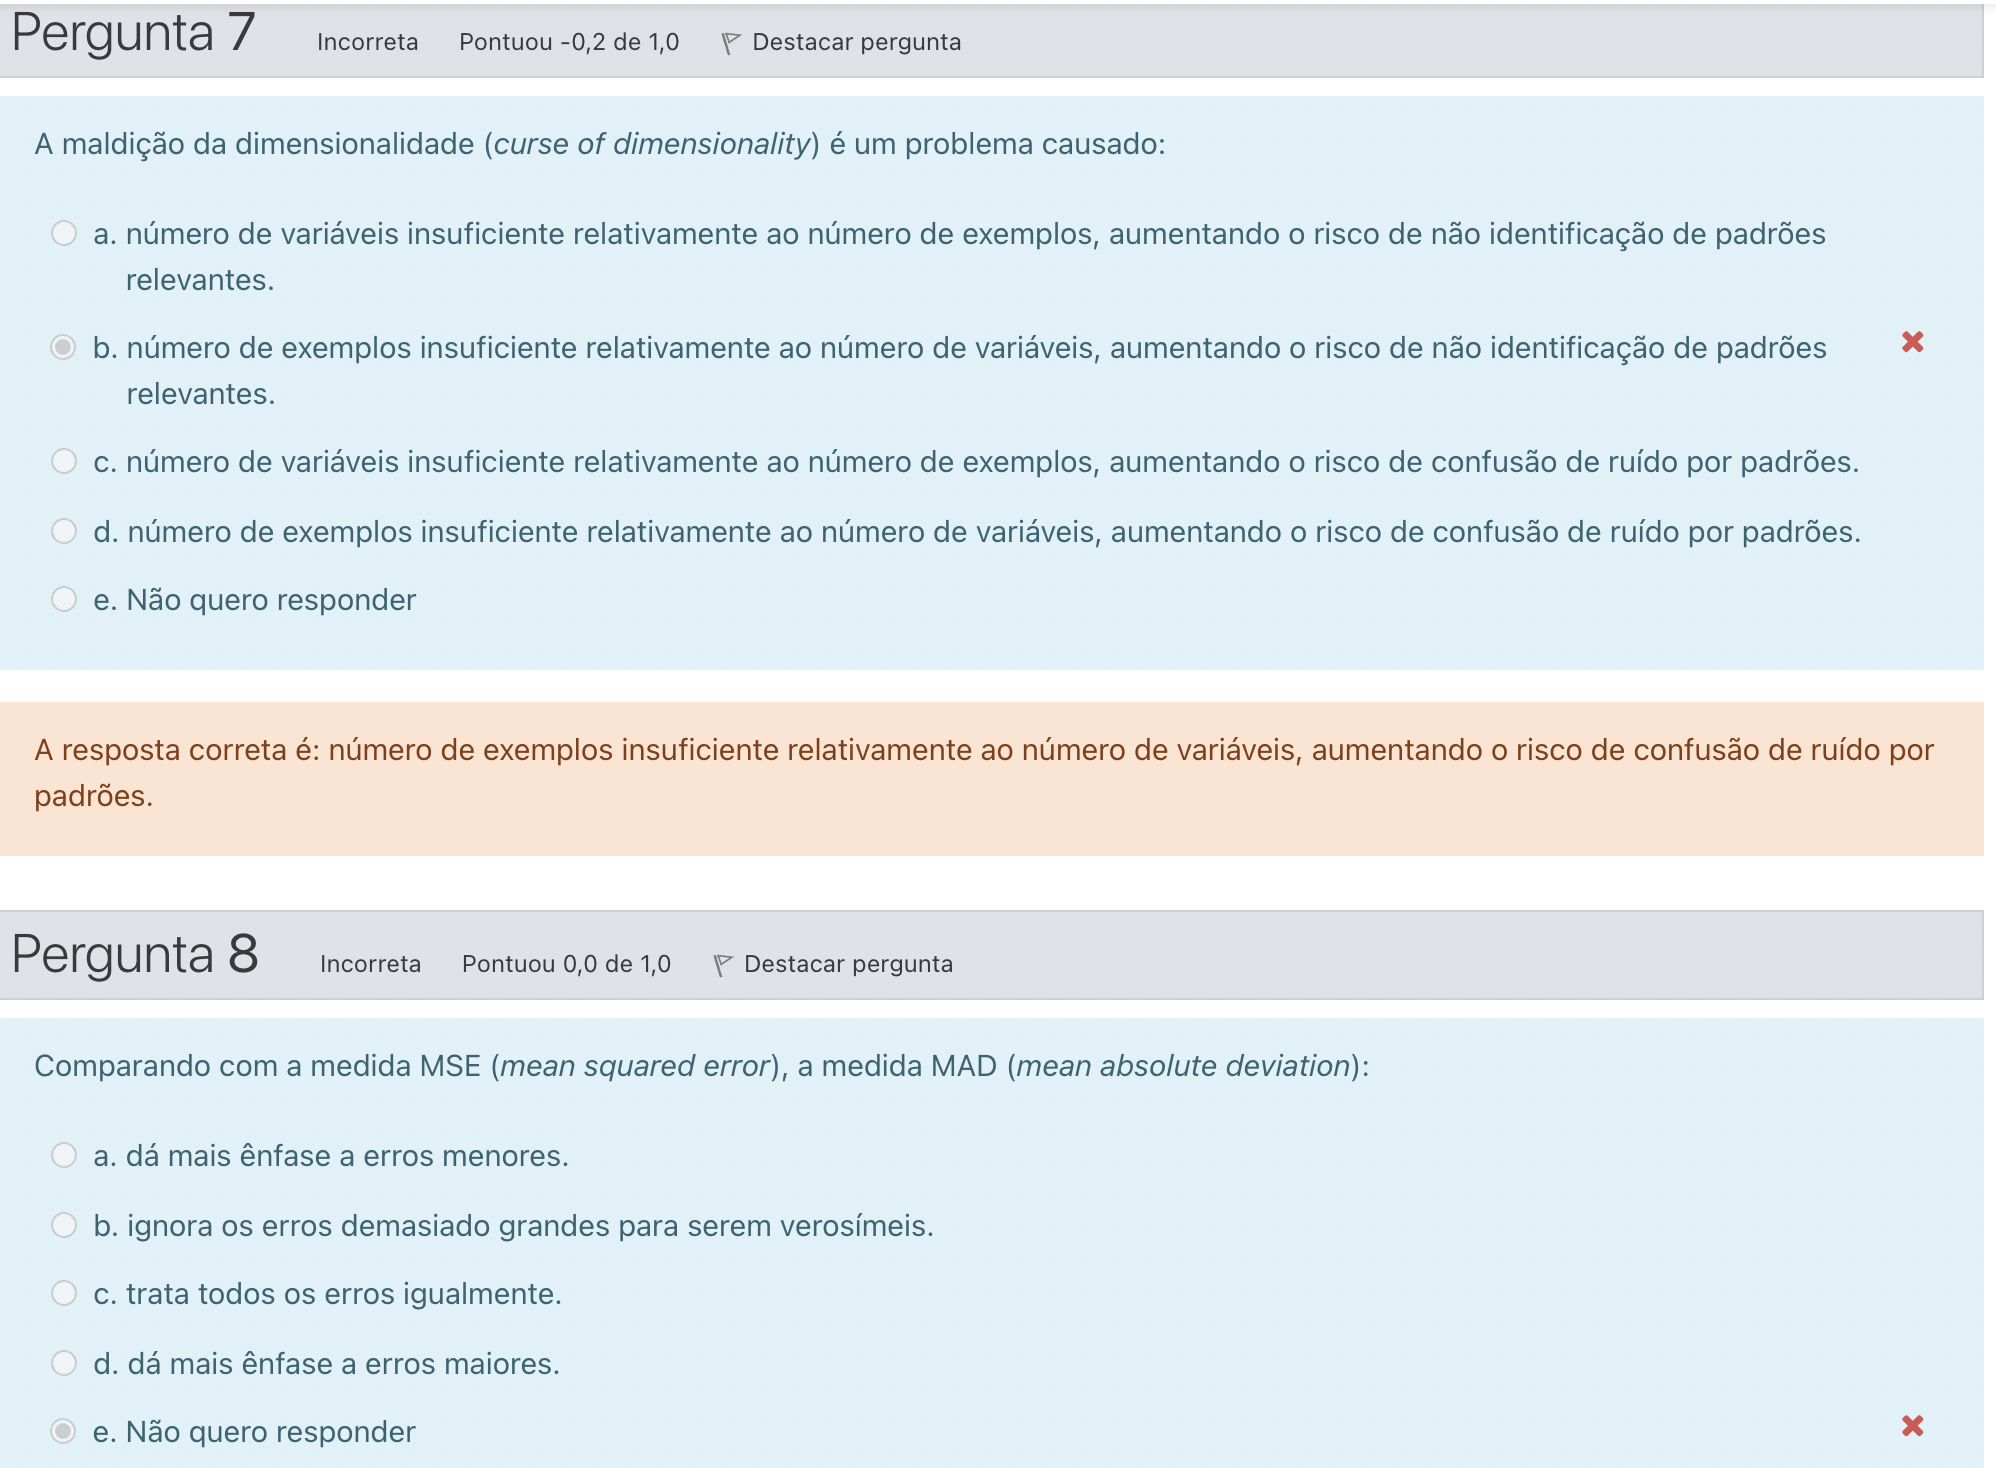 Pergunta 7 Incorreta Pontuou -0,2 de 1,0 Destacar pergunta
A maldição da dimensionalidade (curse of dimensionality) é um problema causado:
a. número de variáveis insuficiente relativamente ao número de exemplos, aumentando o risco de não identificação de padrões
relevantes.
b. número de exemplos insuficiente relativamente ao número de variáveis, aumentando o risco de não identificação de padrões
relevantes.
c. número de variáveis insuficiente relativamente ao número de exemplos, aumentando o risco de confusão de ruído por padrões.
d. número de exemplos insuficiente relativamente ao número de variáveis, aumentando o risco de confusão de ruído por padrões.
e. Não quero responder
A resposta correta é: número de exemplos insuficiente relativamente ao número de variáveis, aumentando o risco de confusão de ruído por
padrões.
Pergunta 8 Incorreta Pontuou 0,0 de 1,0 Destacar pergunta
Comparando com a medida MSE (mean squared error), a medida MAD (mean absolute deviation):
a. dá mais ênfase a erros menores.
b. ignora os erros demasiado grandes para serem verosímeis.
c. trata todos os erros igualmente.
d. dá mais ênfase a erros maiores.
e. Não quero responder